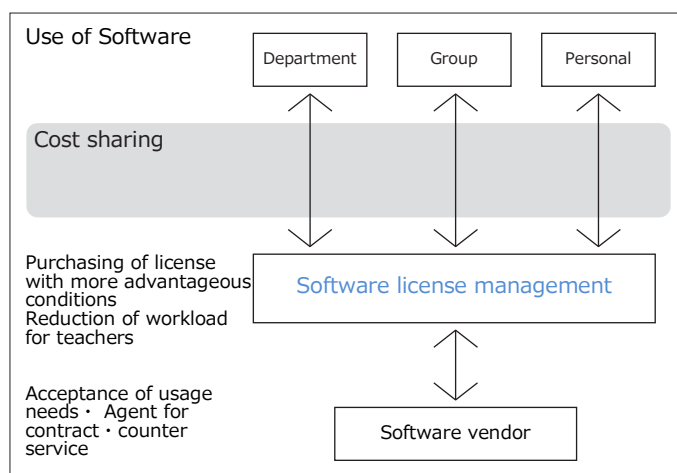 Use of Software
Department
Group
Personal
Cost sharing
Purchasing of license
with more advantageous
conditions
Reduction of workload
for teachers
Software license management
Acceptance of usage
needs・ Agent for
contract・counter
service
Software vendor